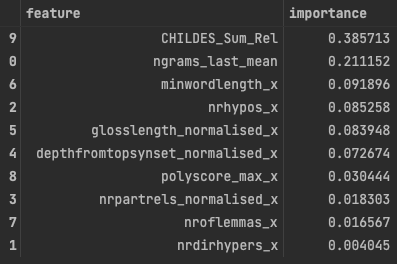 feature importance
9 CHILDES_Sum_Rel 0.385713
0 ngrams_last_mean 0.211152
6 minwordlength_x 0.091896
2 nrhypos_x 0.085258
5 glosslength_normalised_x 0.083948
4 depthfromtopsynset_normalised_x 0.072674
8 polyscore_max_x 0.030444
3 nrpartrels_normalised_x 0.018303
7 nroflemmas_x 0.016567
1 nrdirhypers_x 0.004045